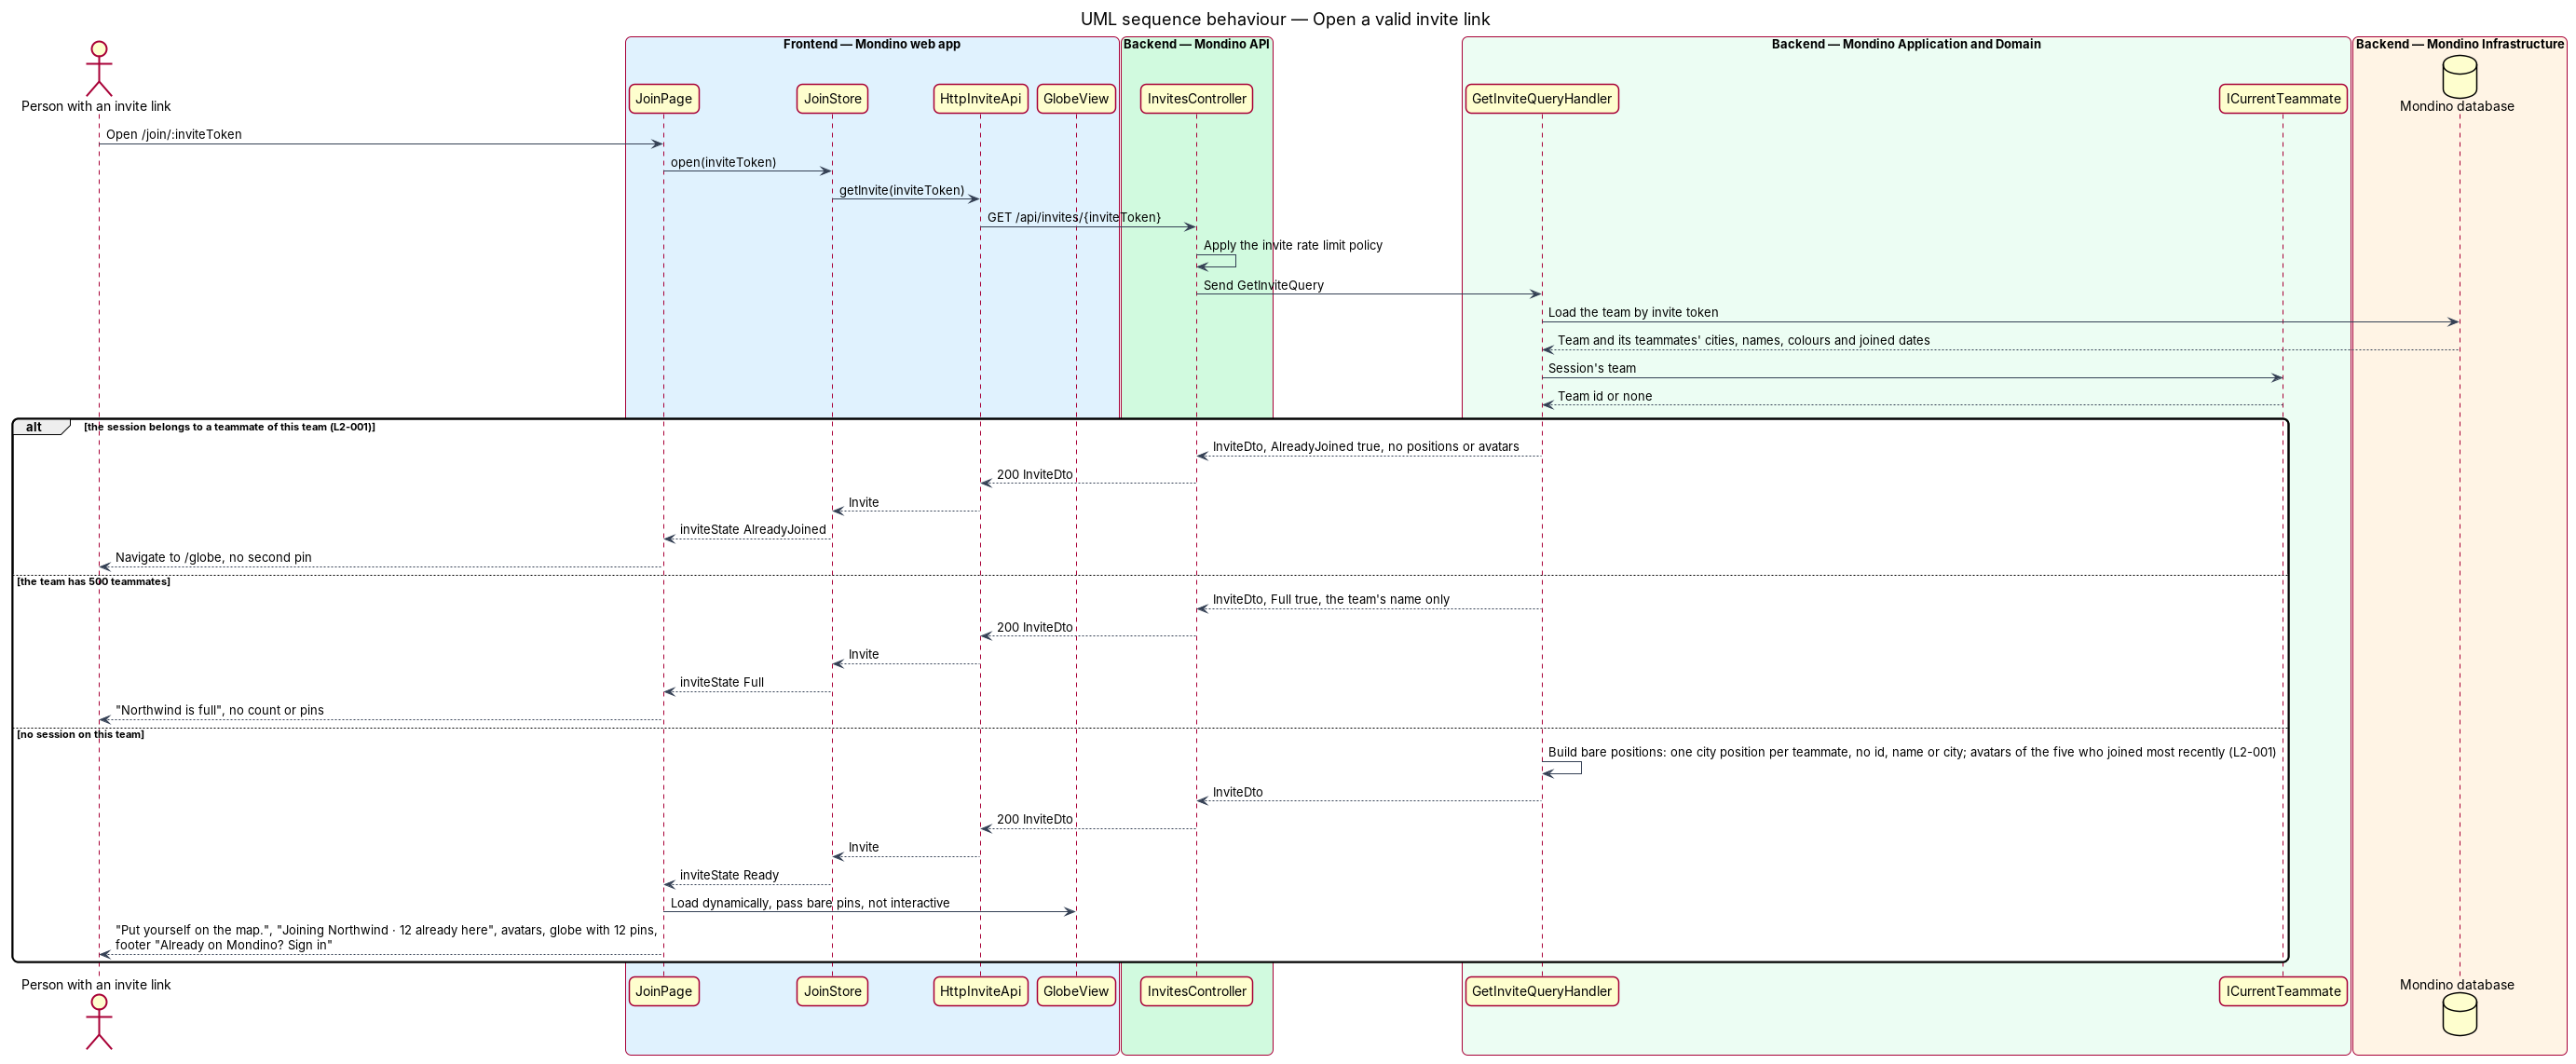 UML sequence behaviour — Open a valid invite link
Frontend — Mondino web app
Backend — Mondino API
Backend — Mondino Application and Domain
Backend — Mondino Infrastructure
Person with an invite link
JoinPage
JoinStore
HttpInviteApi
GlobeView
InvitesController
GetInviteQueryHandler
ICurrentTeammate
Mondino database
Open /join/:inviteToken
open(inviteToken)
getInvite(inviteToken)
GET /api/invites/{inviteToken}
Apply the invite rate limit policy
Send GetInviteQuery
Load the team by invite token
Team and its teammates' cities, names, colours and joined dates
Session's team
Team id or none
alt
[the session belongs to a teammate of this team (L2-001)]
InviteDto, AlreadyJoined true, no positions or avatars
200 InviteDto
Invite
inviteState AlreadyJoined
Navigate to /globe, no second pin
[the team has 500 teammates]
InviteDto, Full true, the team's name only
200 InviteDto
Invite
inviteState Full
"Northwind is full", no count or pins
[no session on this team]
Build bare positions: one city position per teammate, no id, name or city; avatars of the five who joined most recently (L2-001)
InviteDto
200 InviteDto
Invite
inviteState Ready
Load dynamically, pass bare pins, not interactive
"Put yourself on the map.", "Joining Northwind · 12 already here", avatars, globe with 12 pins,
footer "Already on Mondino? Sign in"
Person with an invite link
JoinPage
JoinStore
HttpInviteApi
GlobeView
InvitesController
GetInviteQueryHandler
ICurrentTeammate
Mondino database